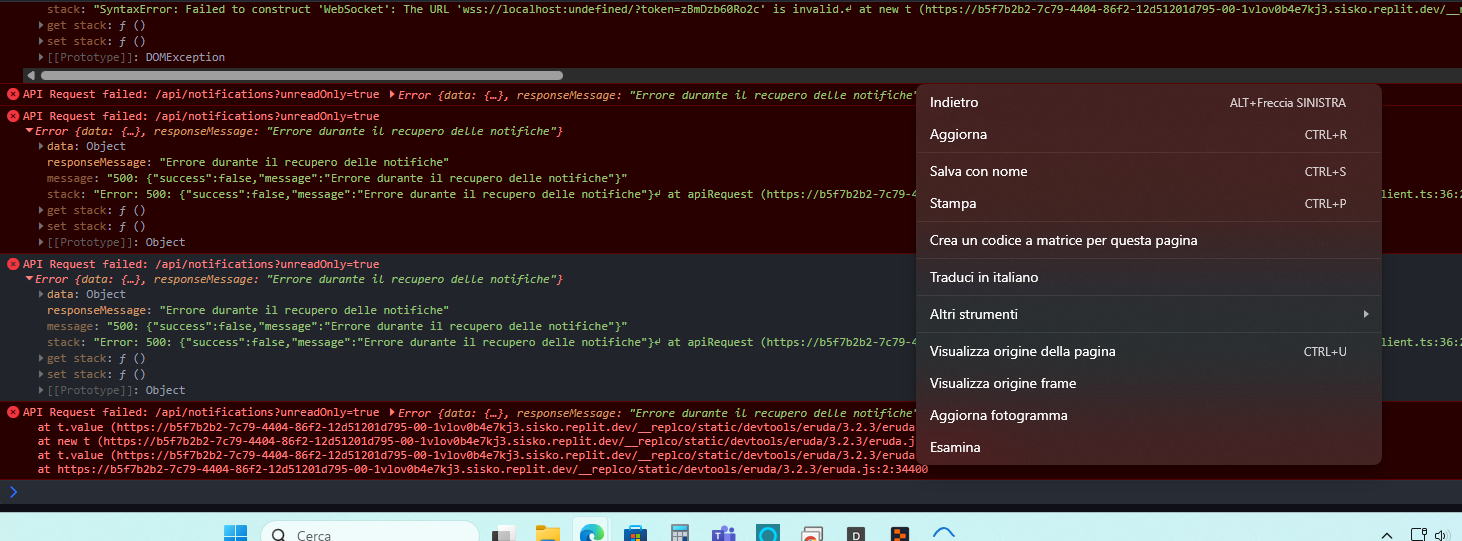 stack: "SyntaxError: Failed to construct 'WebSocket': The URL 'wss://localhost:undefined/?token=zBmDzb60Ro2c' is invalid.↵ at new t (https://b5f7b2b2-7c79-4404-86f2-12d51201d795-00-1vlov0b4e7kj3.sisko.replit.dev/__
get stack: ƒ ()
set stack: ƒ ()
[[Prototype]]: DOMException
API Request failed: /api/notifications?unreadOnly=true Error {data: {…}, responseMessage: "Errore durante il recupero delle notifiche"
API Request failed: /api/notifications?unreadOnly=true
Error {data: {…}, responseMessage: "Errore durante il recupero delle notifiche"}
data: Object
responseMessage: "Errore durante il recupero delle notifiche"
message: "500: {"success":false,"message":"Errore durante il recupero delle notifiche"}"
stack: "Error: 500: {"success":false,"message":"Errore durante il recupero delle notifiche"}↵ at apiRequest (https://b5f7b2b2-7c79-4 lient.ts:36:2
get stack: ƒ ()
set stack: ƒ ()
[[Prototype]]: Object
API Request failed: /api/notifications?unreadOnly=true
Error {data: {…}, responseMessage: "Errore durante il recupero delle notifiche"}
data: Object
responseMessage: "Errore durante il recupero delle notifiche"
message: "500: {"success":false,"message":"Errore durante il recupero delle notifiche"}"
stack: "Error: 500: {"success":false,"message":"Errore durante il recupero delle notifiche"}↵ at apiRequest (https://b5f7b2b2-7c79-4 lient.ts:36:2
get stack: ƒ ()
set stack: ƒ ()
[[Prototype]]: Object
API Request failed: /api/notifications?unreadOnly=true Error {data: {…}, responseMessage: "Errore durante il recupero delle notifiche"
at t.value (https://b5f7b2b2-7c79-4404-86f2-12d51201d795-00-1vlov0b4e7kj3.sisko.replit.dev/__replco/static/devtools/eruda/3.2.3/eruda
at new t (https://b5f7b2b2-7c79-4404-86f2-12d51201d795-00-1vlov0b4e7kj3.sisko.replit.dev/__replco/static/devtools/eruda/3.2.3/eruda.j
at t.value (https://b5f7b2b2-7c79-4404-86f2-12d51201d795-00-1vlov0b4e7kj3.sisko.replit.dev/__replco/static/devtools/eruda/3.2.3/eruda
at https://b5f7b2b2-7c79-4404-86f2-12d51201d795-00-1vlov0b4e7kj3.sisko.replit.dev/__replco/static/devtools/eruda/3.2.3/eruda.js:2:34400
Indietro ALT+Freccia SINISTRA
Aggiorna CTRL+R
Salva con nome CTRL+S
Stampa CTRL+P
Crea un codice a matrice per questa pagina
Traduci in italiano
Altri strumenti
Visualizza origine della pagina CTRL+U
Visualizza origine frame
Aggiorna fotogramma
Esamina
Cerca
T
D